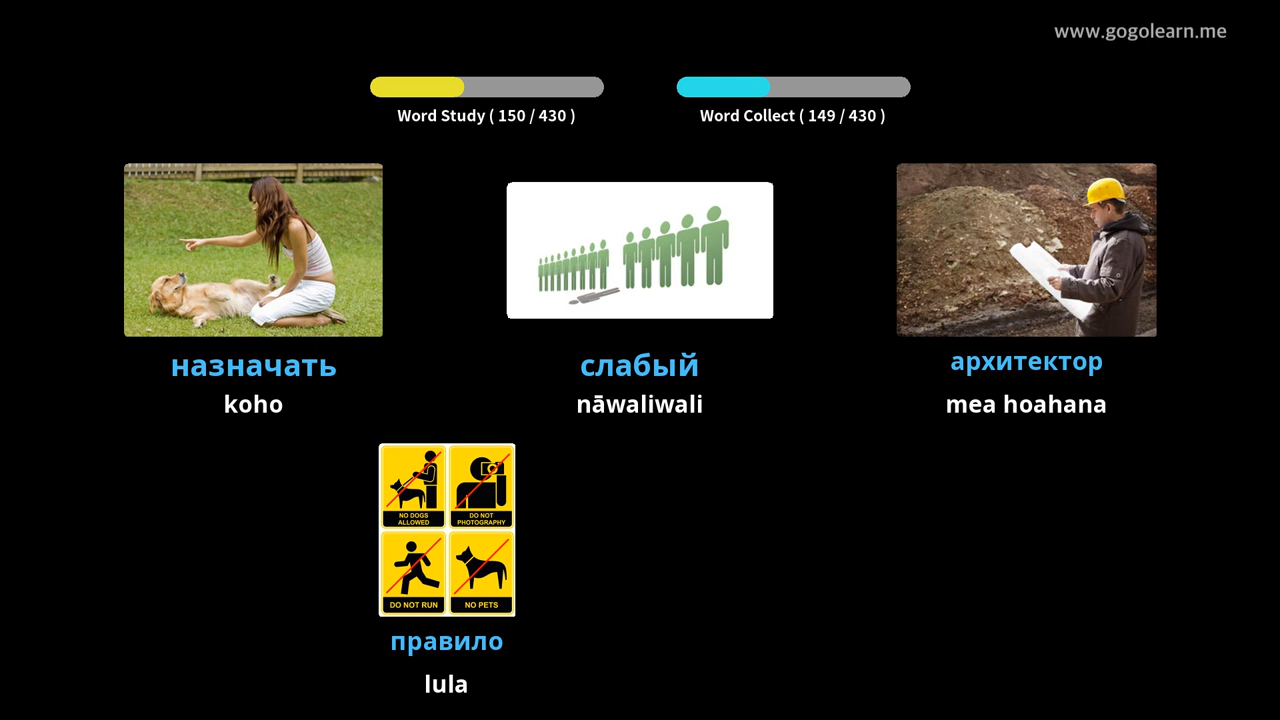 www.gogolearn.me
Word Study ( 150 / 430 )
Word Collect ( 149 / 430 )
назначать
слабый
архитектор
koho
nāwaliwali
mea hoahana
NO DOGS
ALLOWED
DO NOT
PHOTOGRAPHY
DO NOT RUN
NO PETS
правило
lula